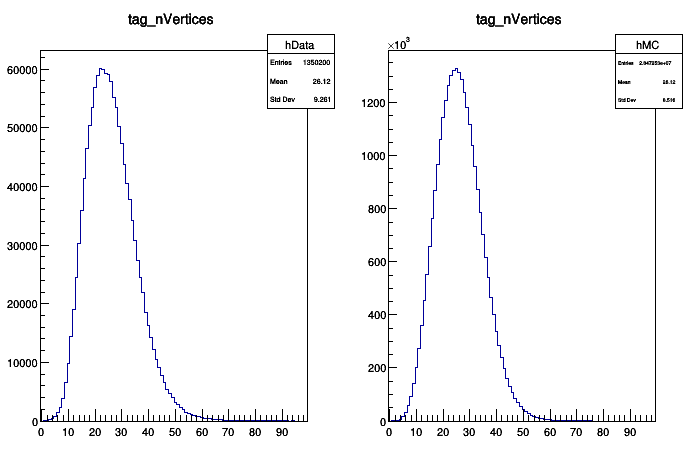 tag_nVertices
hData
Entries 1350200
Mean 26.12
Std Dev 9.261
60000
50000
40000
30000
20000
10000
0
0 10 20 30 40 50 60 70 80 90
tag_nVertices
×10³
hMC
Entries
Mean
Std Dev
1200
1000
800
600
400
200
0
0 10 20 30 40 50 60 70 80 90